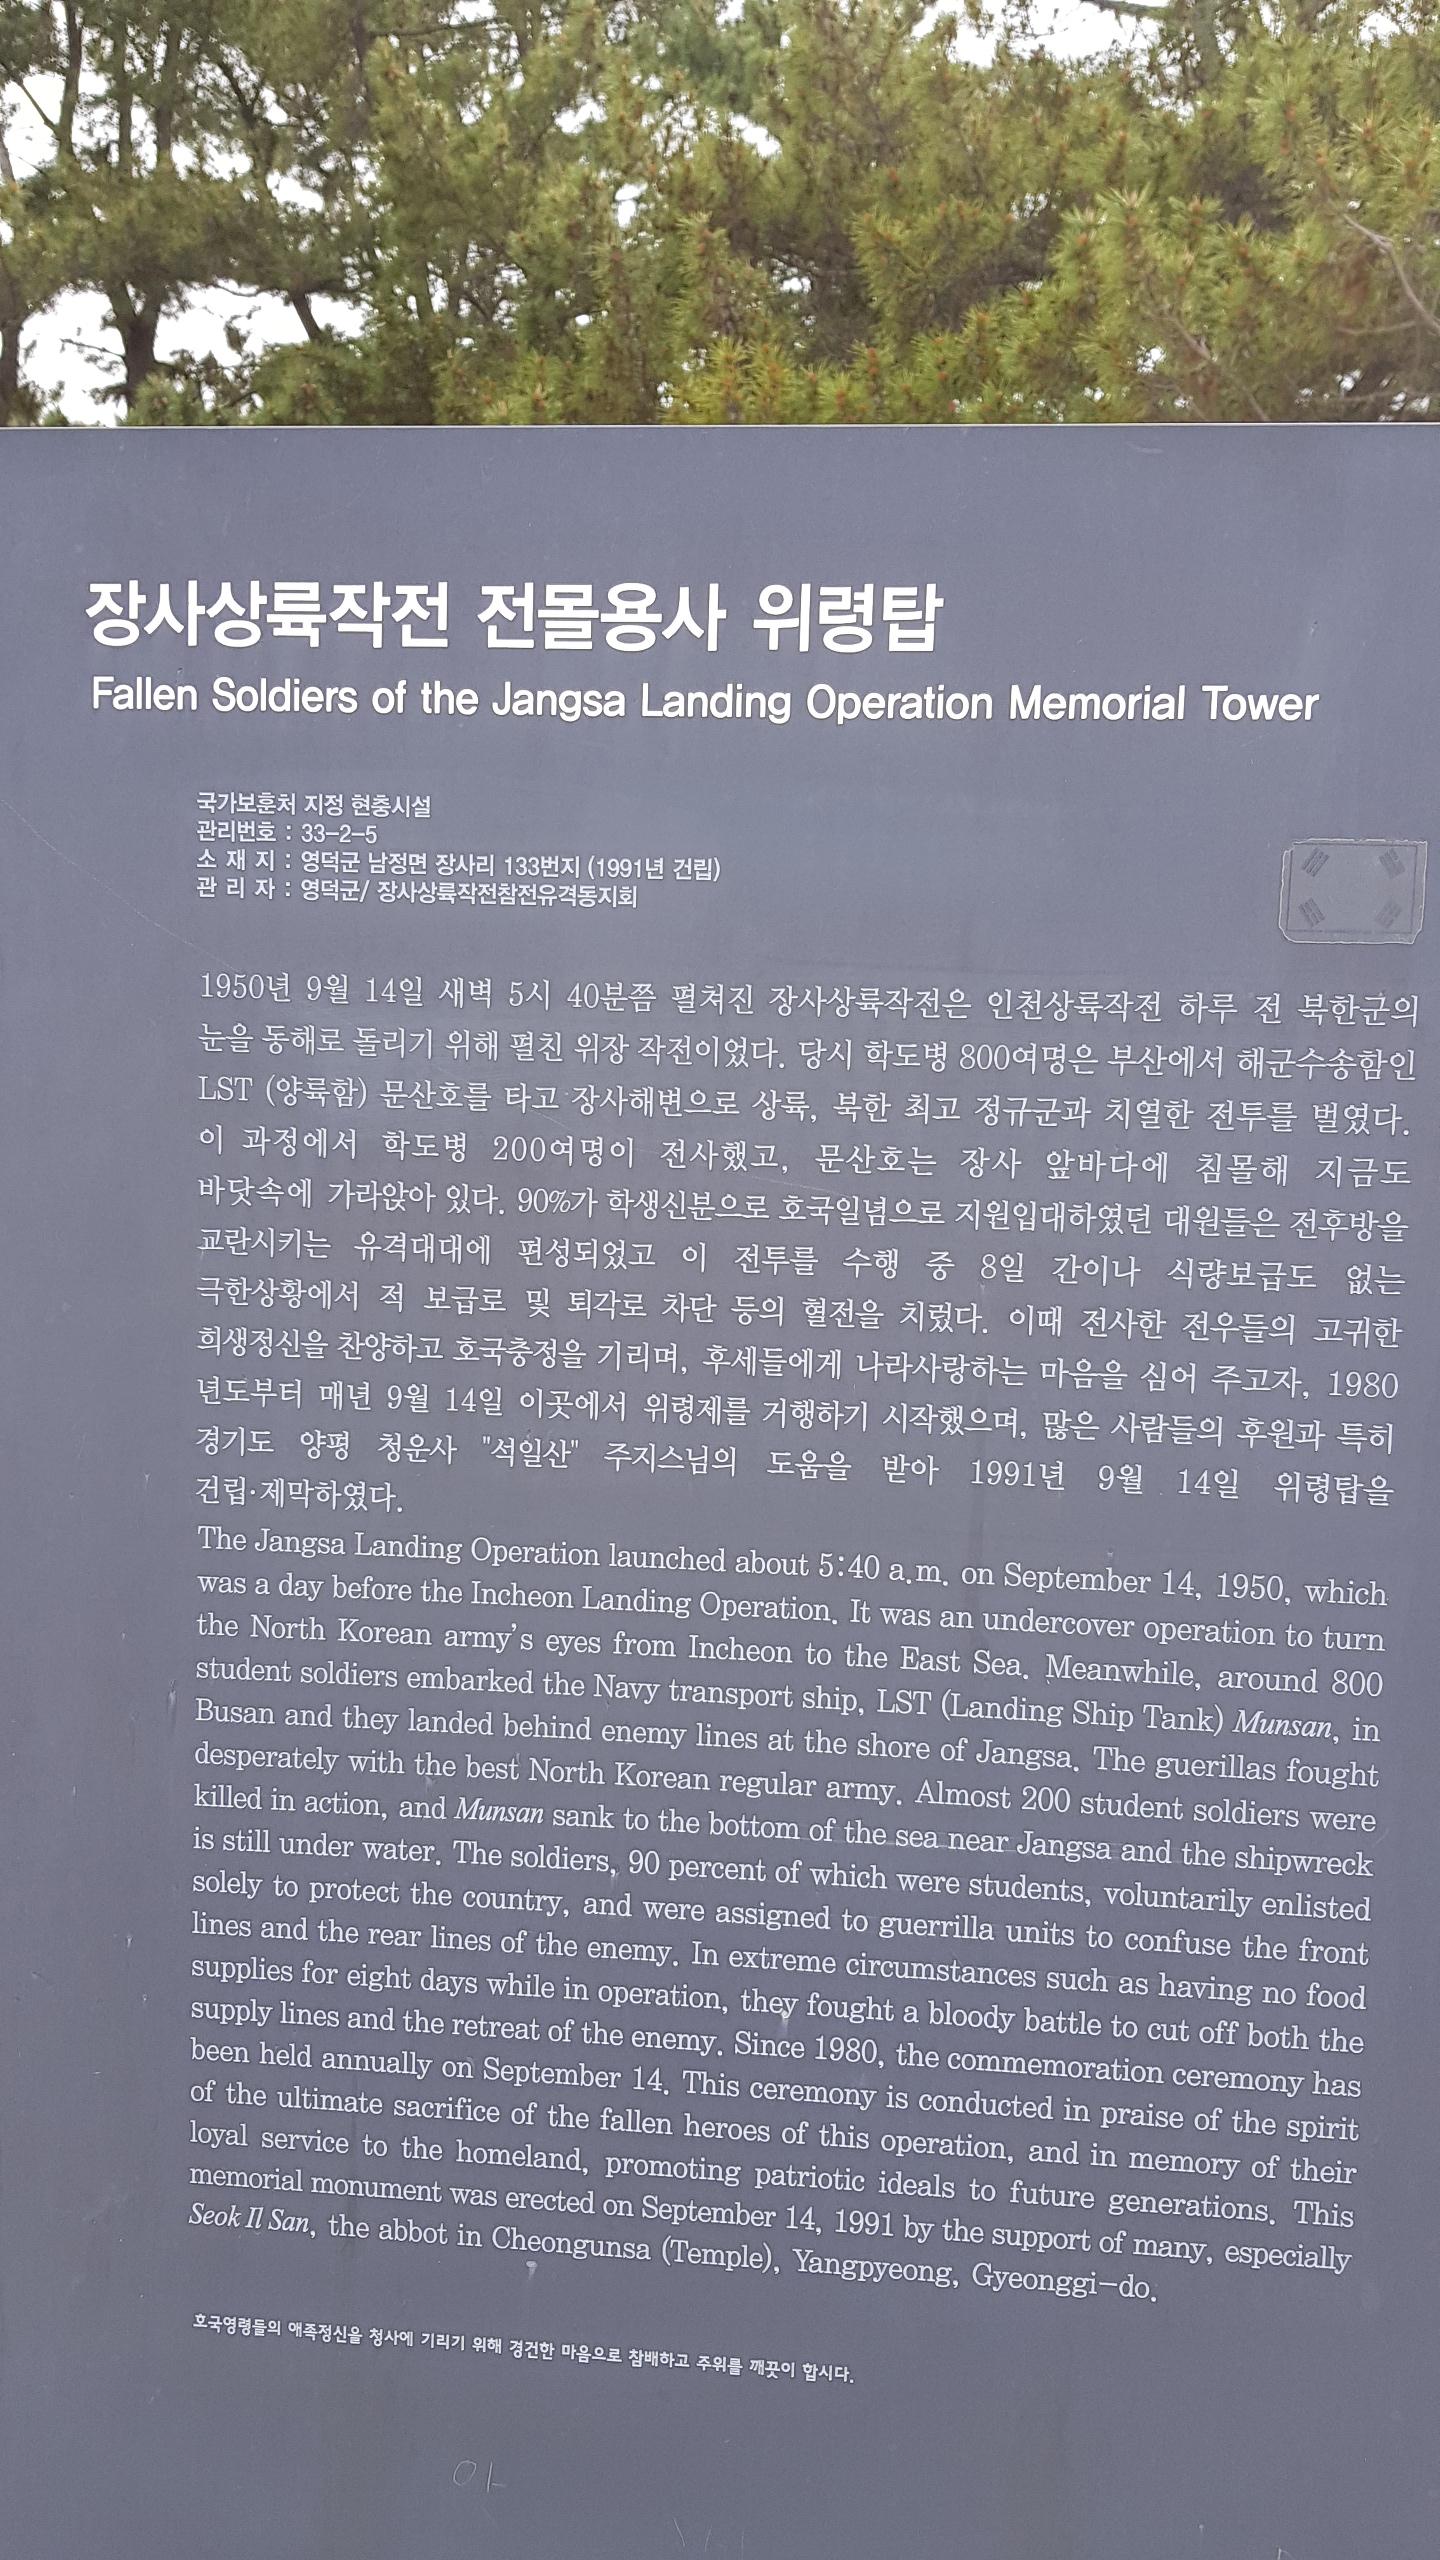 장사상륙작전 전몰용사 위령탑
Fallen Soldiers of the Jangsa Landing Operation Memorial Tower
국가보훈처 지정 현충시설
관리번호 : 33-2-5
소 재 지 : 영덕군 남정면 장사리 133번지 (1991년 건립)
관 리 자 : 영덕군/ 장사상륙작전참전유격동지회
1950년 9월 14일 새벽 5시 40분쯤 펼쳐진 장사상륙작전은 인천상륙작전 하루 전 북한군의
눈을 동해로 돌리기 위해 펼친 위장 작전이었다. 당시 학도병 800여명은 부산에서 해군수송함인
LST (양륙함) 문산호를 타고 장사해변으로 상륙, 북한 최고 정규군과 치열한 전투를 벌였다.
이 과정에서 학도병 200여명이 전사했고, 문산호는 장사 앞바다에 침몰해 지금도
바닷속에 가라앉아 있다. 90%가 학생신분으로 호국일념으로 지원입대하였던 대원들은 전후방을
교란시키는 유격대대에 편성되었고 이 전투를 수행 중 8일 간이나 식량보급도 없는
극한상황에서 적 보급로 및 퇴각로 차단 등의 혈전을 치렀다. 이때 전사한 전우들의 고귀한
희생정신을 찬양하고 호국충정을 기리며, 후세들에게 나라사랑하는 마음을 심어 주고자, 1980
년도부터 매년 9월 14일 이곳에서 위령제를 거행하기 시작했으며, 많은 사람들의 후원과 특히
경기도 양평 청운사 "석일산" 주지스님의 도움을 받아 1991년 9월 14일 위령탑을
건립·제막하였다.
The Jangsa Landing Operation launched about 5:40 a.m. on September 14, 1950, which
was a day before the Incheon Landing Operation. It was an undercover operation to turn
the North Korean army's eyes from Incheon to the East Sea. Meanwhile, around 800
student soldiers embarked the Navy transport ship, LST (Landing Ship Tank) Munsan, in
Busan and they landed behind enemy lines at the shore of Jangsa. The guerillas fought
desperately with the best North Korean regular army. Almost 200 student soldiers were
killed in action, and Munsan sank to the bottom of the sea near Jangsa and the shipwreck
is still under water. The soldiers, 90 percent of which were students, voluntarily enlisted
solely to protect the country, and were assigned to guerrilla units to confuse the front
lines and the rear lines of the enemy. In extreme circumstances such as having no food
supplies for eight days while in operation, they fought a bloody battle to cut off both the
supply lines and the retreat of the enemy. Since 1980, the commemoration ceremony has
been held annually on September 14. This ceremony is conducted in praise of the spirit
of the ultimate sacrifice of the fallen heroes of this operation, and in memory of their
loyal service to the homeland, promoting patriotic ideals to future generations. This
memorial monument was erected on September 14, 1991 by the support of many, especially
Seok Il San, the abbot in Cheongunsa (Temple), Yangpyeong, Gyeonggi-do.
호국영령들의 애족정신을 청사에 기리기 위해 경건한 마음으로 참배하고 주위를 깨끗이 합시다.
아